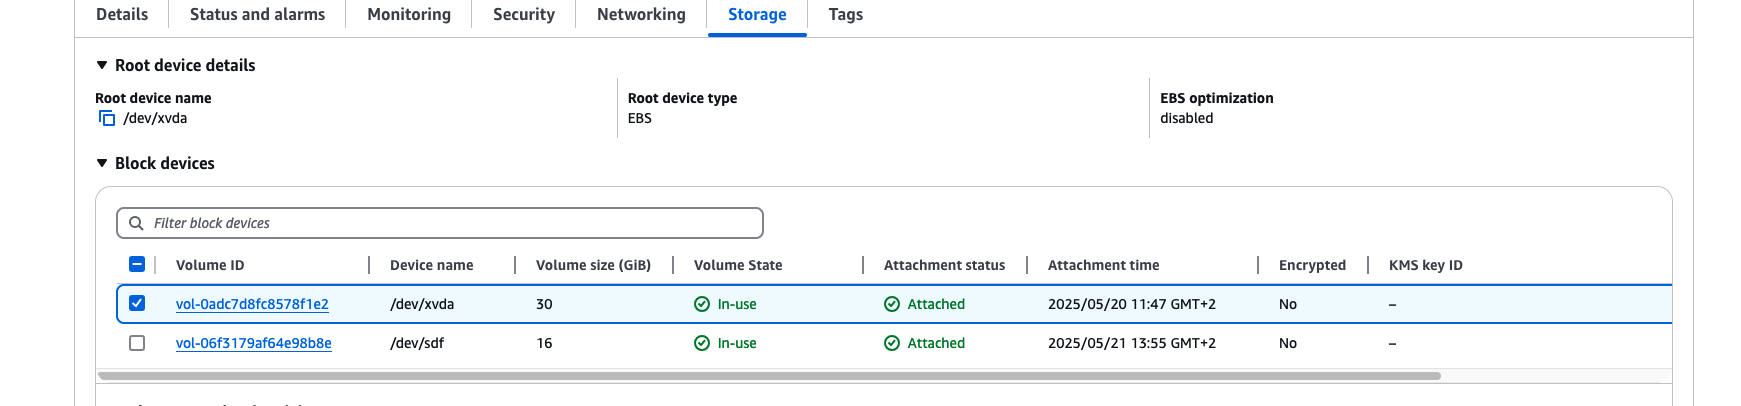 Details Status and alarms Monitoring Security Networking Storage Tags
Root device details
Root device name Root device type EBS optimization
/dev/xvda EBS disabled
Block devices
Filter block devices
Volume ID Device name Volume size (GiB) Volume State Attachment status Attachment time Encrypted KMS key ID
vol-0adc7d8fc8578f1e2 /dev/xvda 30 In-use Attached 2025/05/20 11:47 GMT+2 No –
vol-06f3179af64e98b8e /dev/sdf 16 In-use Attached 2025/05/21 13:55 GMT+2 No –